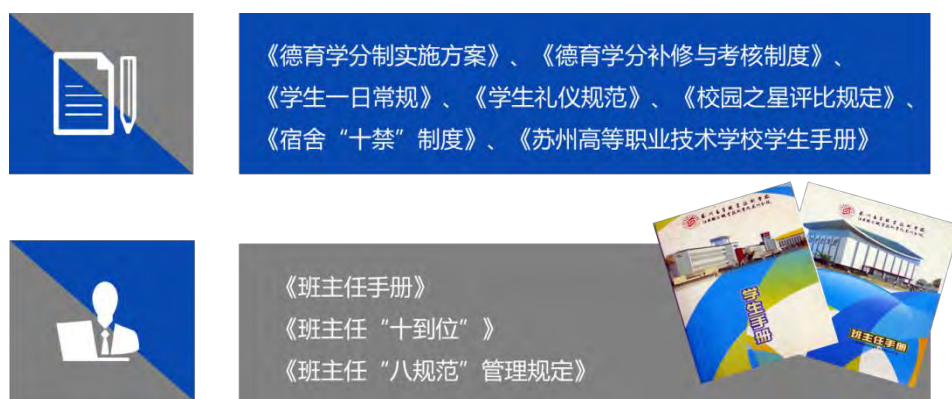 《德育学分制实施方案》、《德育学分补修与考核制度》、
《学生一日常规》、《学生礼仪规范》、《校园之星评比规定》、
《宿舍“十禁”制度》、《苏州高等职业技术学校学生手册》
《班主任手册》
《班主任“十到位”》
《班主任“八规范”管理规定》
学生手册
班主任手册